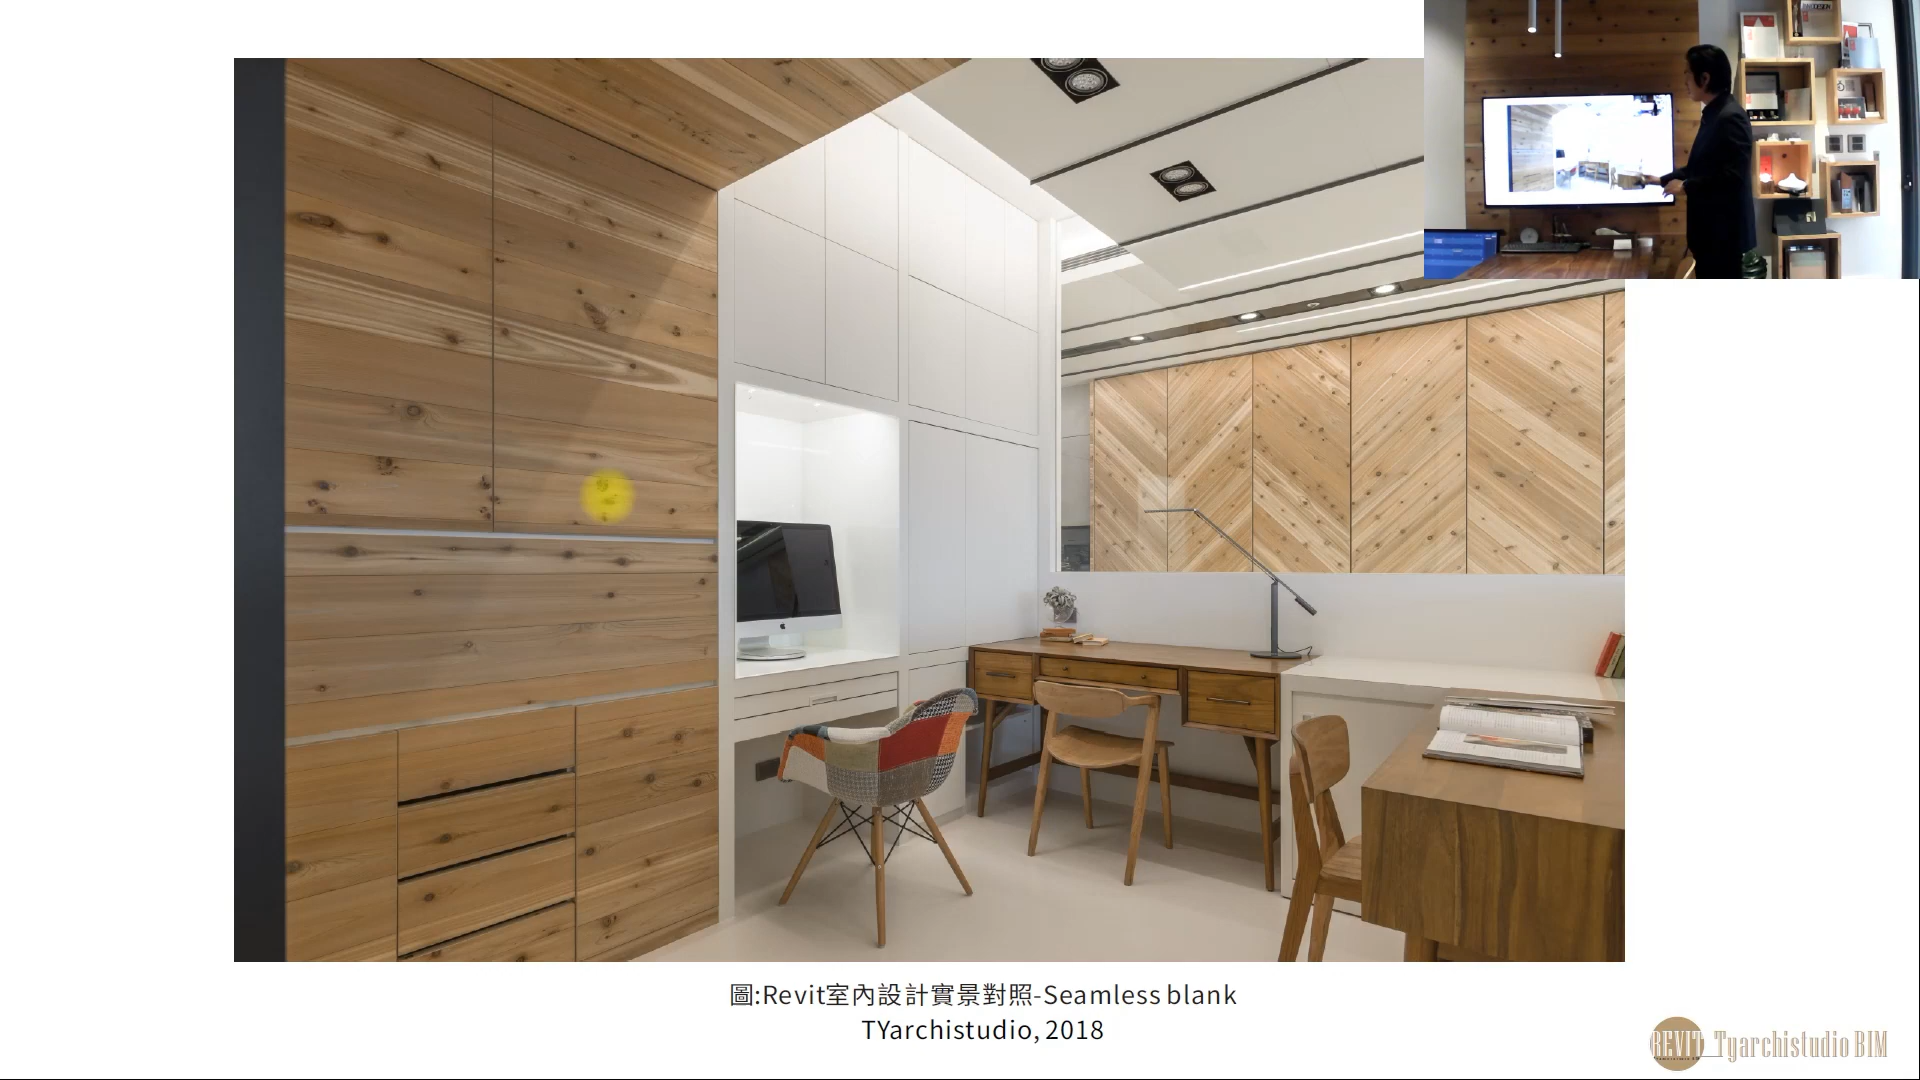 圖:Revit室內設計實景對照-Seamless blank
TYarchistudio, 2018
REVIT Tyarchistudio BIM